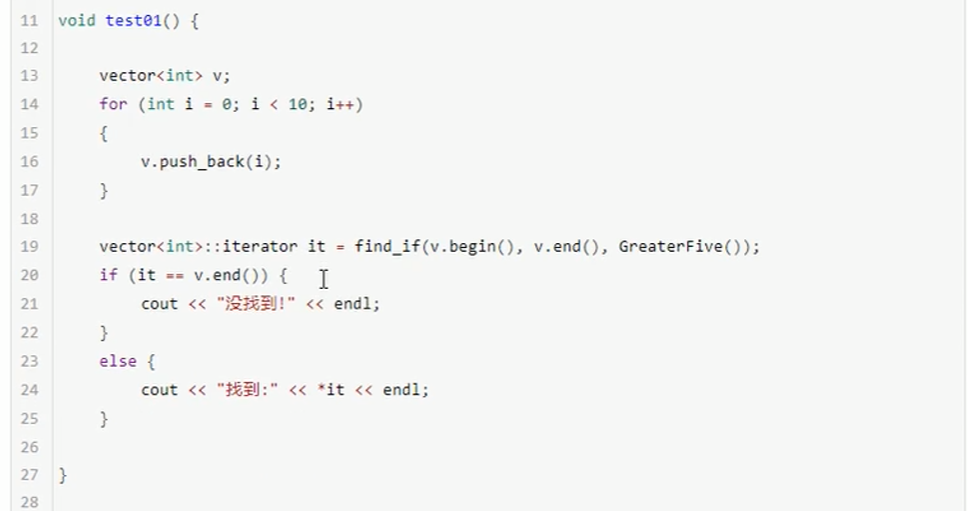 11 void test01() {
12
13     vector<int> v;
14     for (int i = 0; i < 10; i++)
15     {
16         v.push_back(i);
17     }
18
19     vector<int>::iterator it = find_if(v.begin(), v.end(), GreaterFive());
20     if (it == v.end()) {
21         cout << "没找到!" << endl;
22     }
23     else {
24         cout << "找到:" << *it << endl;
25     }
26
27 }
28